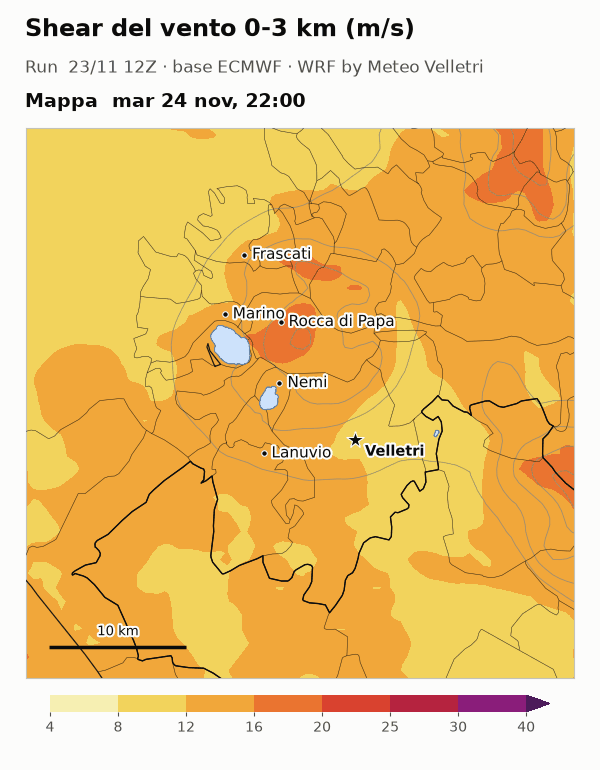 Shear del vento 0-3 km (m/s)
Run  23/11 12Z · base ECMWF · WRF by Meteo Velletri
Mappa  mar 24 nov, 22:00
Frascati
Marino
Rocca di Papa
Nemi
Velletri
Lanuvio
10 km
4 8 12 16 20 25 30 40